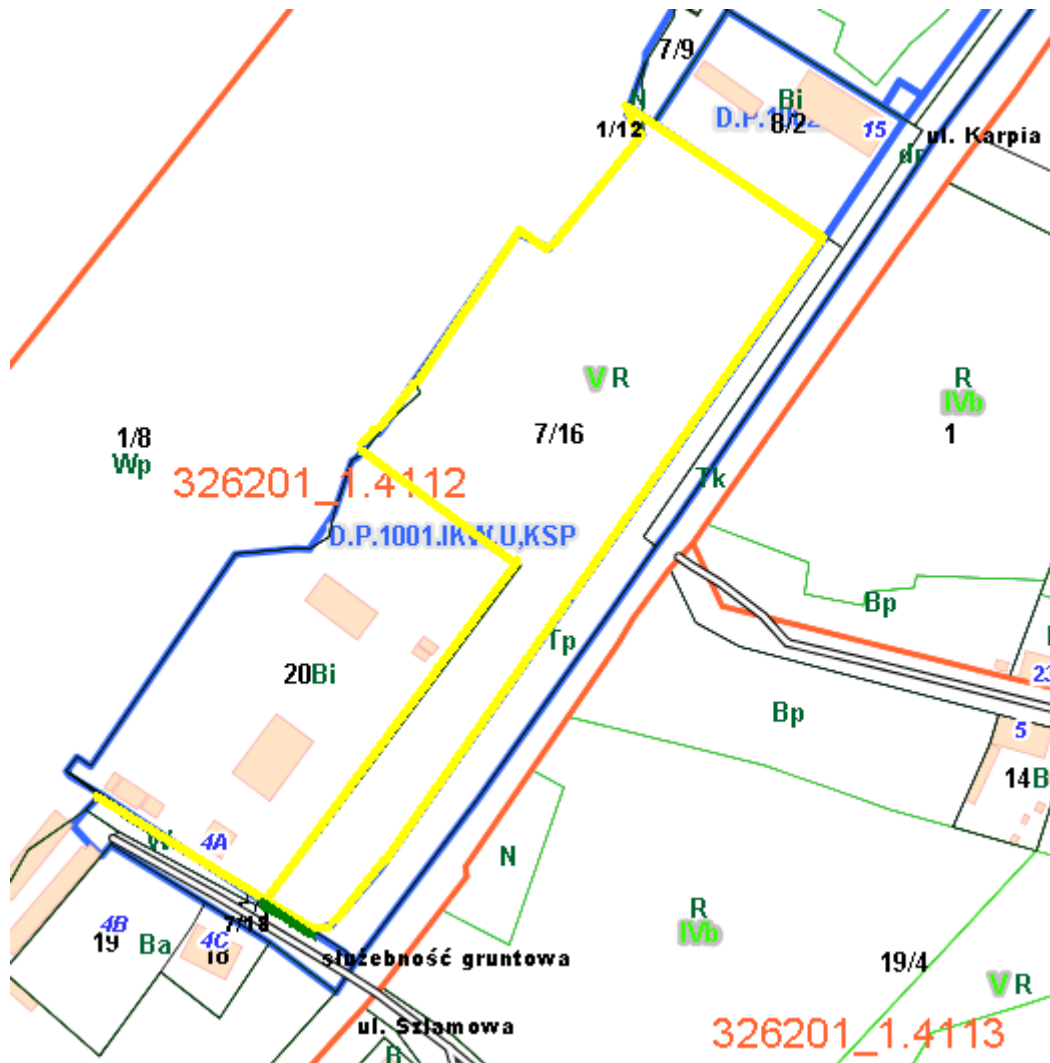 7/9
N
Bi
D.P.1002
8/2
15
1/12
ul. Karpia
dr
V R
R
IVb
7/16
1
1/8
Wp
326201_1.4112
Tk
D.P.1001.IKW.U,KSP
Bp
Tp
20Bi
23
Bp
5
14B
W
4A
N
R
IVb
7/18
4B
19
Ba
4C
18
służebność gruntowa
19/4
V R
ul. Szlamowa
326201_1.4113
B